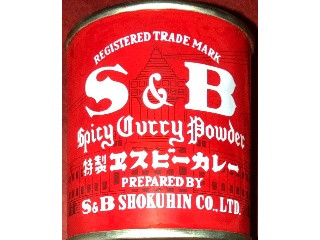 REGISTERED TRADE MARK
S & B
Spicy Curry Powder
特製ヱスビーカレー
PREPARED BY
S&B SHOKUHIN CO., LTD.